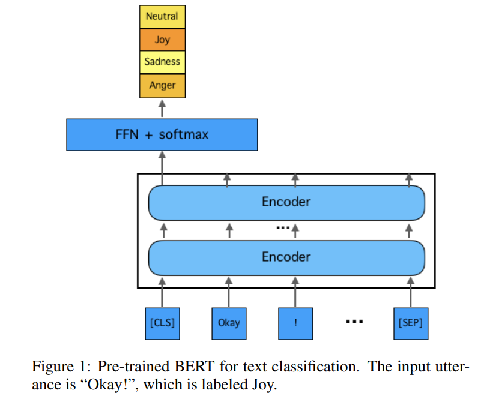 Neutral
Joy
Sadness
Anger
FFN + softmax
Encoder
...
Encoder
[CLS] Okay ! ... [SEP]
Figure 1: Pre-trained BERT for text classification. The input utter-
ance is “Okay!”, which is labeled Joy.